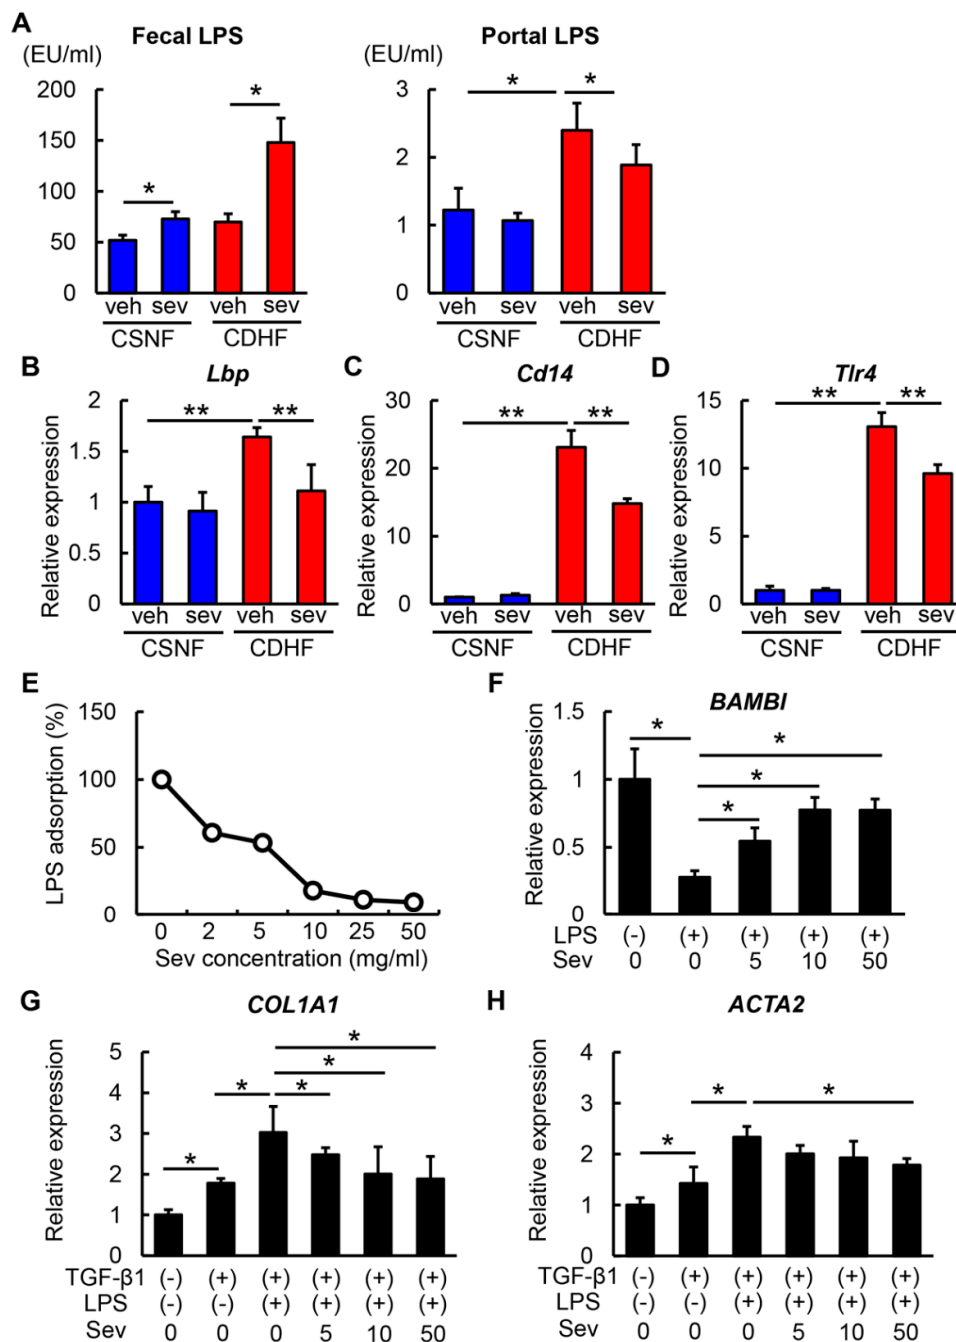 A
Fecal LPS
Portal LPS
(EU/ml)
(EU/ml)
200
150
100
50
0
*
*
veh sev veh sev
CSNF CDHF
3
2
1
0
* *
veh sev veh sev
CSNF CDHF
B
Lbp
Relative expression
2
1.5
1
0.5
0
** **
veh sev veh sev
CSNF CDHF
C
Cd14
Relative expression
30
20
10
0
** **
veh sev veh sev
CSNF CDHF
D
Tlr4
Relative expression
15
10
5
0
** **
veh sev veh sev
CSNF CDHF
E
LPS adsorption (%)
150
100
50
0
0 2 5 10 25 50
Sev concentration (mg/ml)
F
BAMBI
Relative expression
1.5
1
0.5
0
* *
*
*
LPS (-) (+) (+) (+) (+)
Sev 0 0 5 10 50
G
COL1A1
Relative expression
5
4
3
2
1
0
*
*
* *
*
TGF-β1 (-) (+) (+) (+) (+) (+)
LPS (-) (-) (+) (+) (+) (+)
Sev 0 0 0 5 10 50
H
ACTA2
Relative expression
4
3
2
1
0
* *
*
TGF-β1 (-) (+) (+) (+) (+) (+)
LPS (-) (-) (+) (+) (+) (+)
Sev 0 0 0 5 10 50